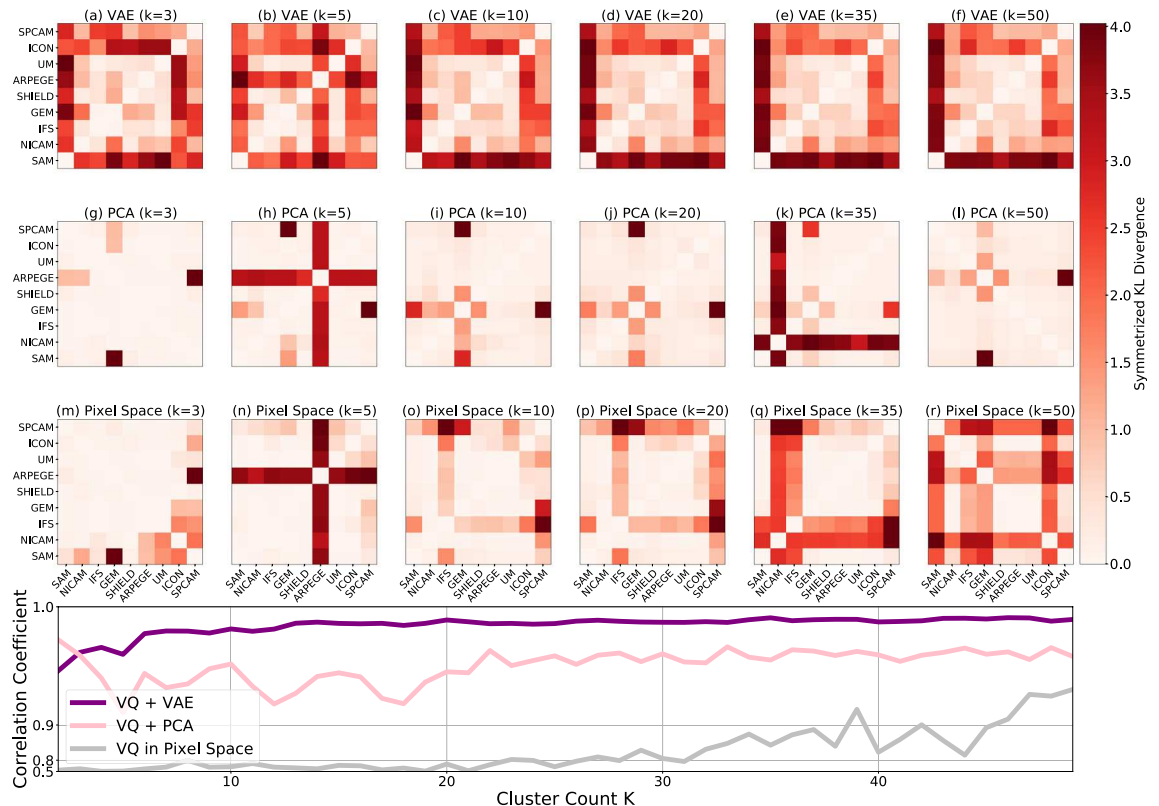 (a) VAE (k=3)
(b) VAE (k=5)
(c) VAE (k=10)
(d) VAE (k=20)
(e) VAE (k=35)
(f) VAE (k=50)
SPCAM
ICON
UM
ARPEGE
SHIELD
GEM
IFS
NICAM
SAM
(g) PCA (k=3)
(h) PCA (k=5)
(i) PCA (k=10)
(j) PCA (k=20)
(k) PCA (k=35)
(l) PCA (k=50)
SPCAM
ICON
UM
ARPEGE
SHIELD
GEM
IFS
NICAM
SAM
(m) Pixel Space (k=3)
(n) Pixel Space (k=5)
(o) Pixel Space (k=10)
(p) Pixel Space (k=20)
(q) Pixel Space (k=35)
(r) Pixel Space (k=50)
SPCAM
ICON
UM
ARPEGE
SHIELD
GEM
IFS
NICAM
SAM
SAM NICAM IFS GEM SHIELD ARPEGE UM ICON SPCAM
SAM NICAM IFS GEM SHIELD ARPEGE UM ICON SPCAM
SAM NICAM IFS GEM SHIELD ARPEGE UM ICON SPCAM
SAM NICAM IFS GEM SHIELD ARPEGE UM ICON SPCAM
SAM NICAM IFS GEM SHIELD ARPEGE UM ICON SPCAM
SAM NICAM IFS GEM SHIELD ARPEGE UM ICON SPCAM
4.0
3.5
3.0
2.5
2.0
1.5
1.0
0.5
0.0
Symmetrized KL Divergence
Correlation Coefficient
1.0
0.9
0.8
0.5
VQ + VAE
VQ + PCA
VQ in Pixel Space
10
20
30
40
Cluster Count K